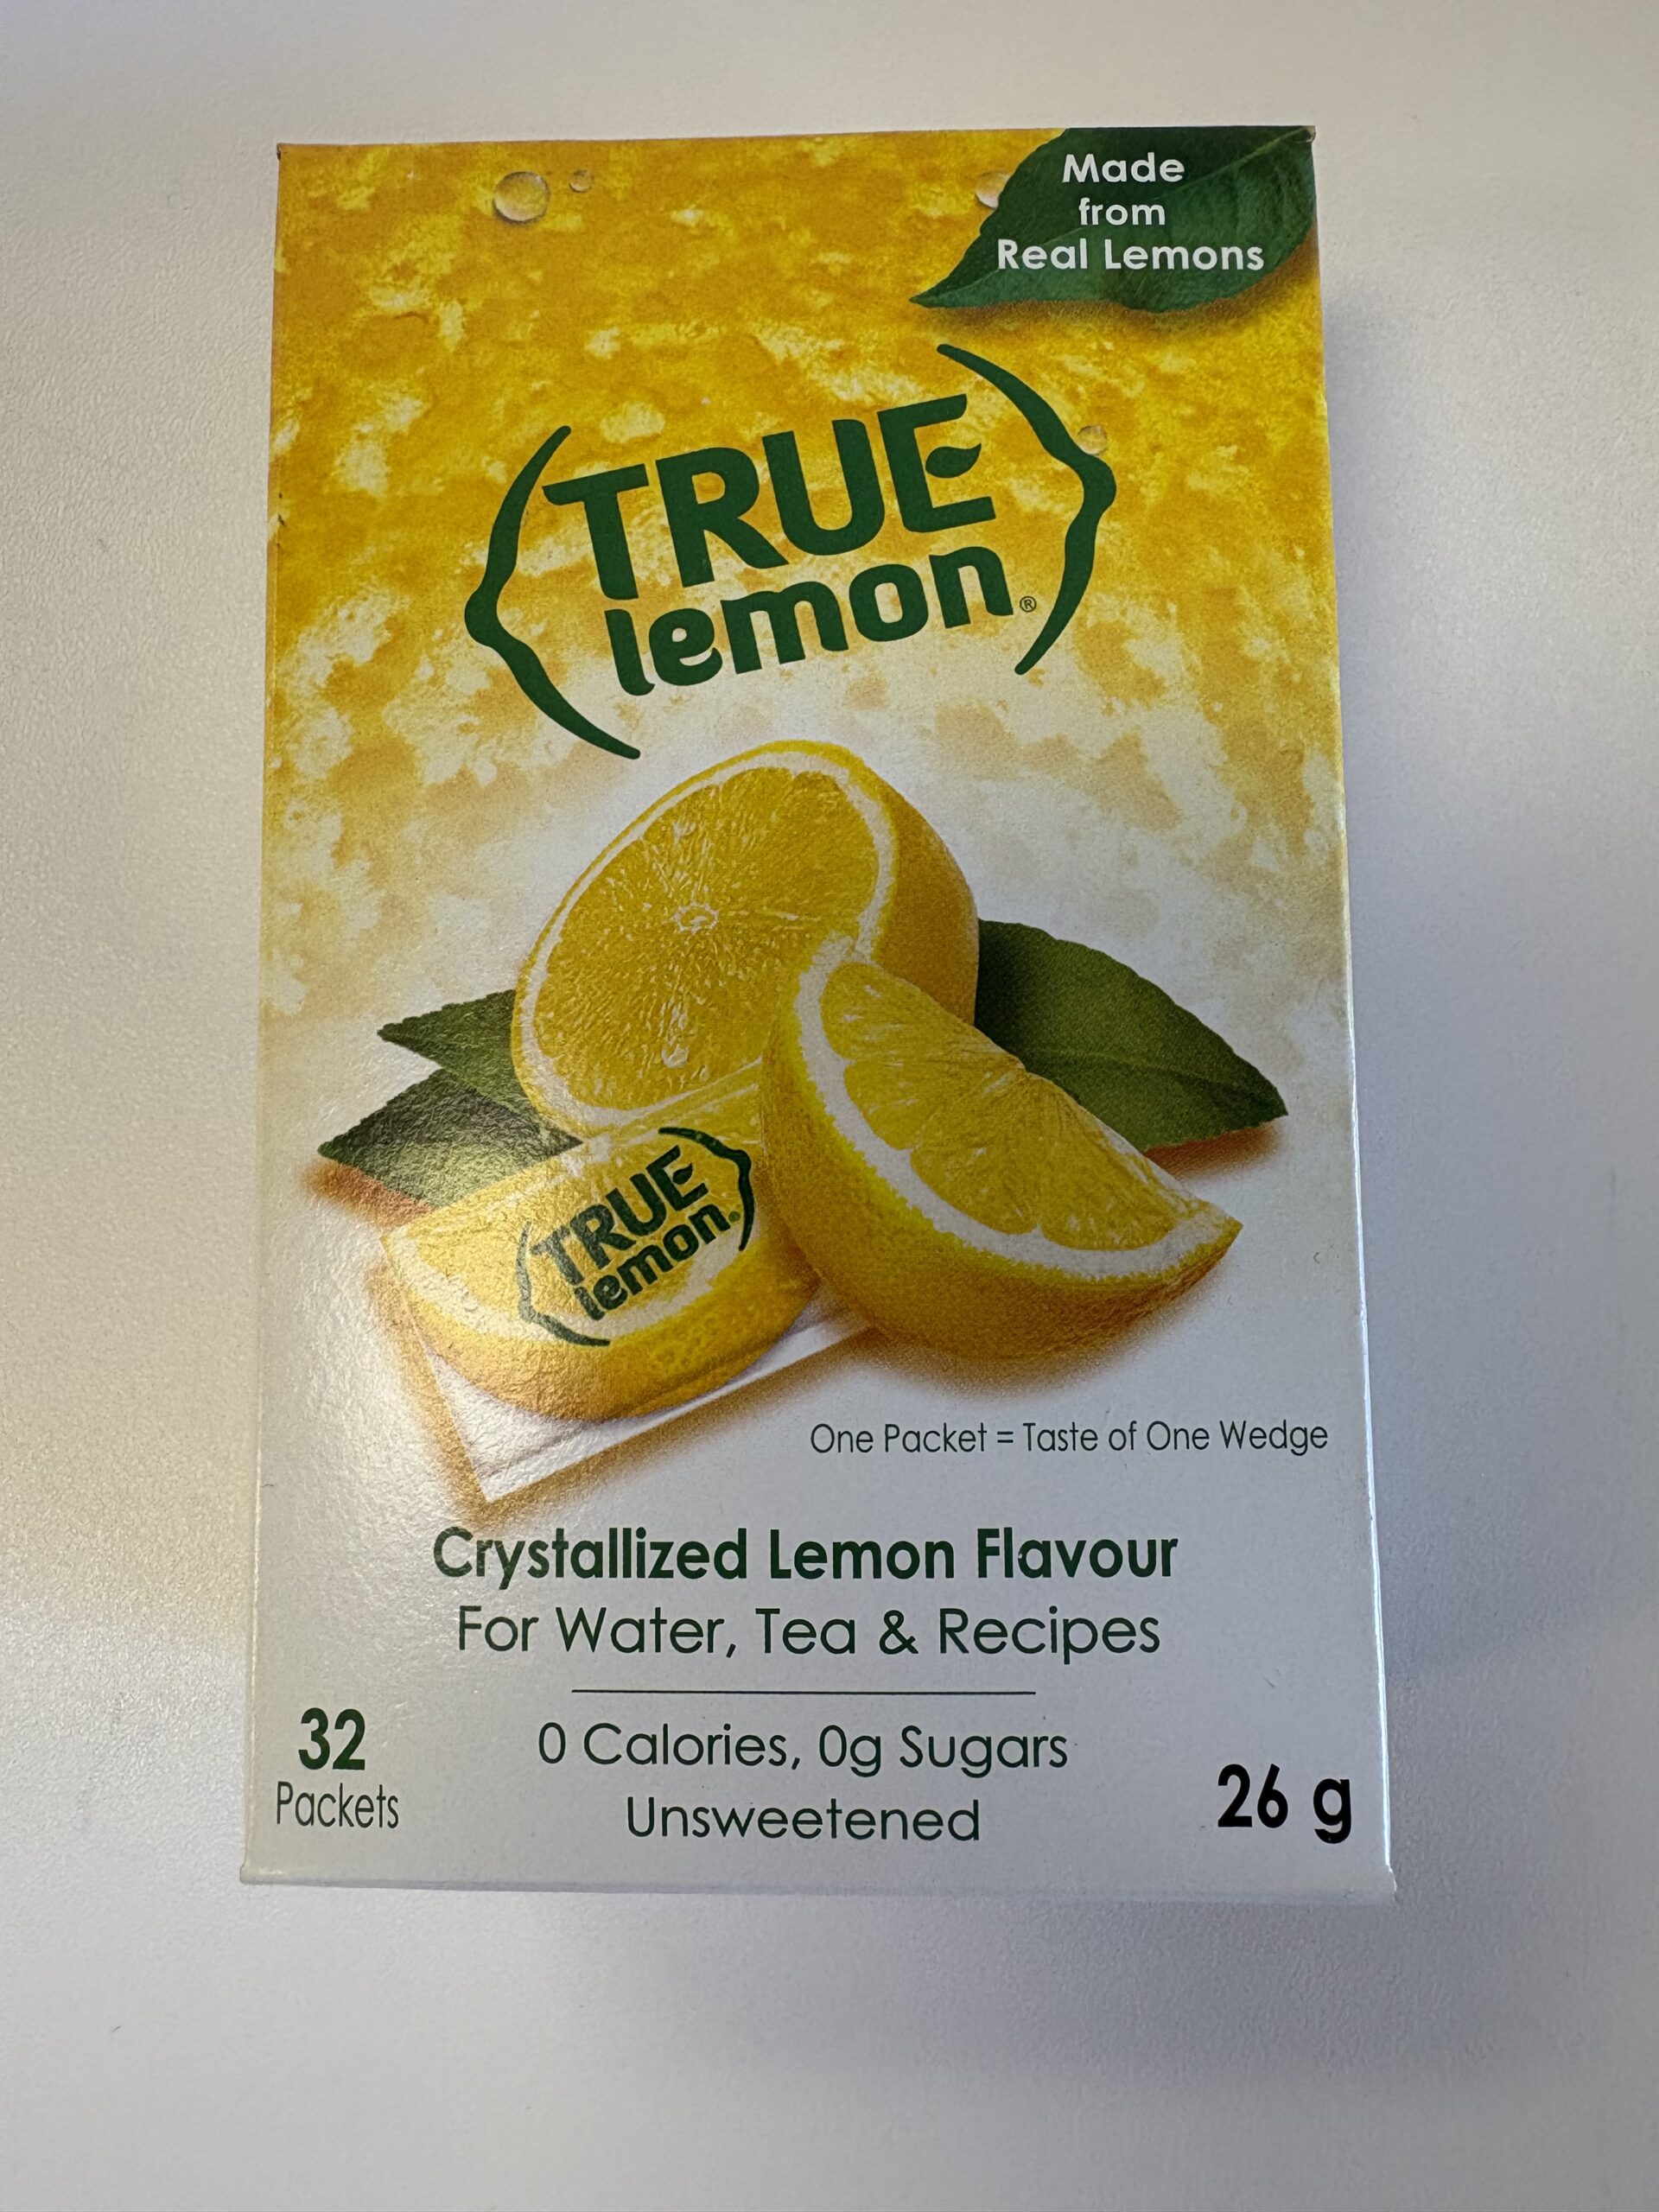 Made
from
Real Lemons
TRUE
lemon®
TRUE
lemon®
One Packet = Taste of One Wedge
Crystallized Lemon Flavour
For Water, Tea & Recipes
32
Packets
0 Calories, 0g Sugars
Unsweetened
26 g